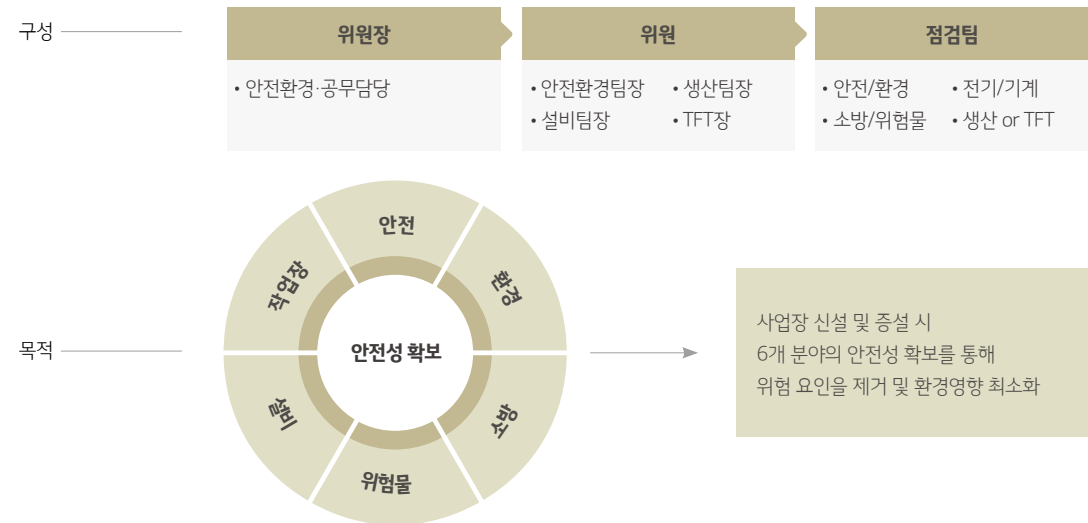 구성
위원장
• 안전환경·공무담당
위원
• 안전환경팀장 • 생산팀장
• 설비팀장 • TFT장
점검팀
• 안전/환경 • 전기/기계
• 소방/위험물 • 생산 or TFT
목적
안전
환경
소방
위험물
설비
작업장
안전성 확보
사업장 신설 및 증설 시
6개 분야의 안전성 확보를 통해
위험 요인을 제거 및 환경영향 최소화